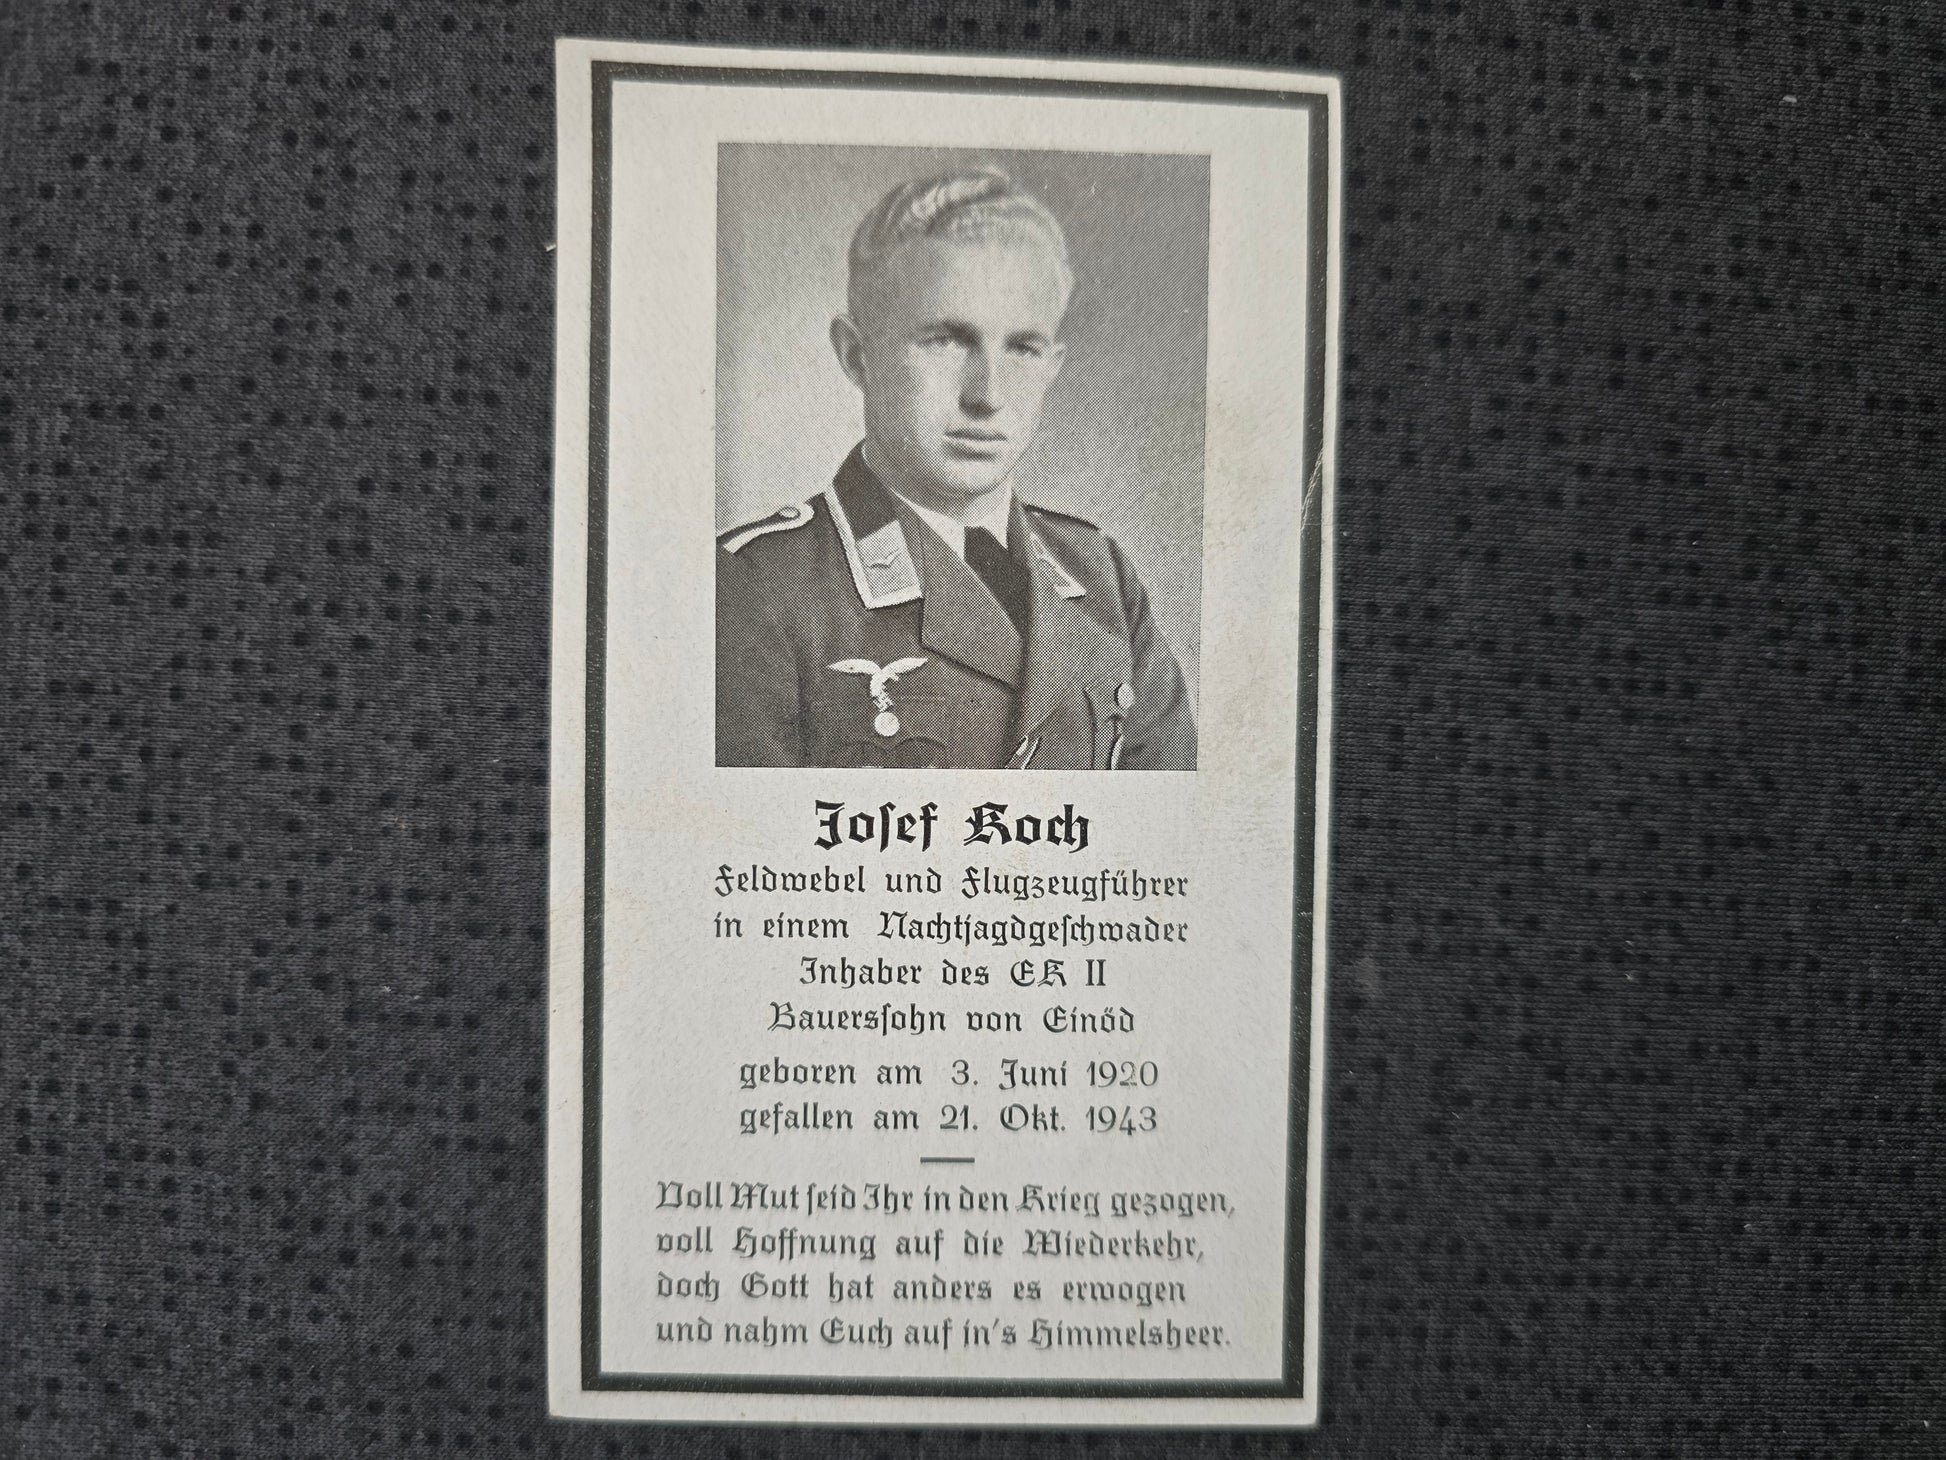 Josef Koch
Feldwebel und Flugzeugführer
in einem Nachtjagdgeschwader
Inhaber des EK II
Bauerssohn von Einöd
geboren am 3. Juni 1920
gefallen am 21. Okt. 1943
Voll Mut seid Ihr in den Krieg gezogen,
voll Hoffnung auf die Wiederkehr,
doch Gott hat anders es erwogen
und nahm Euch auf in's Himmelsheer.